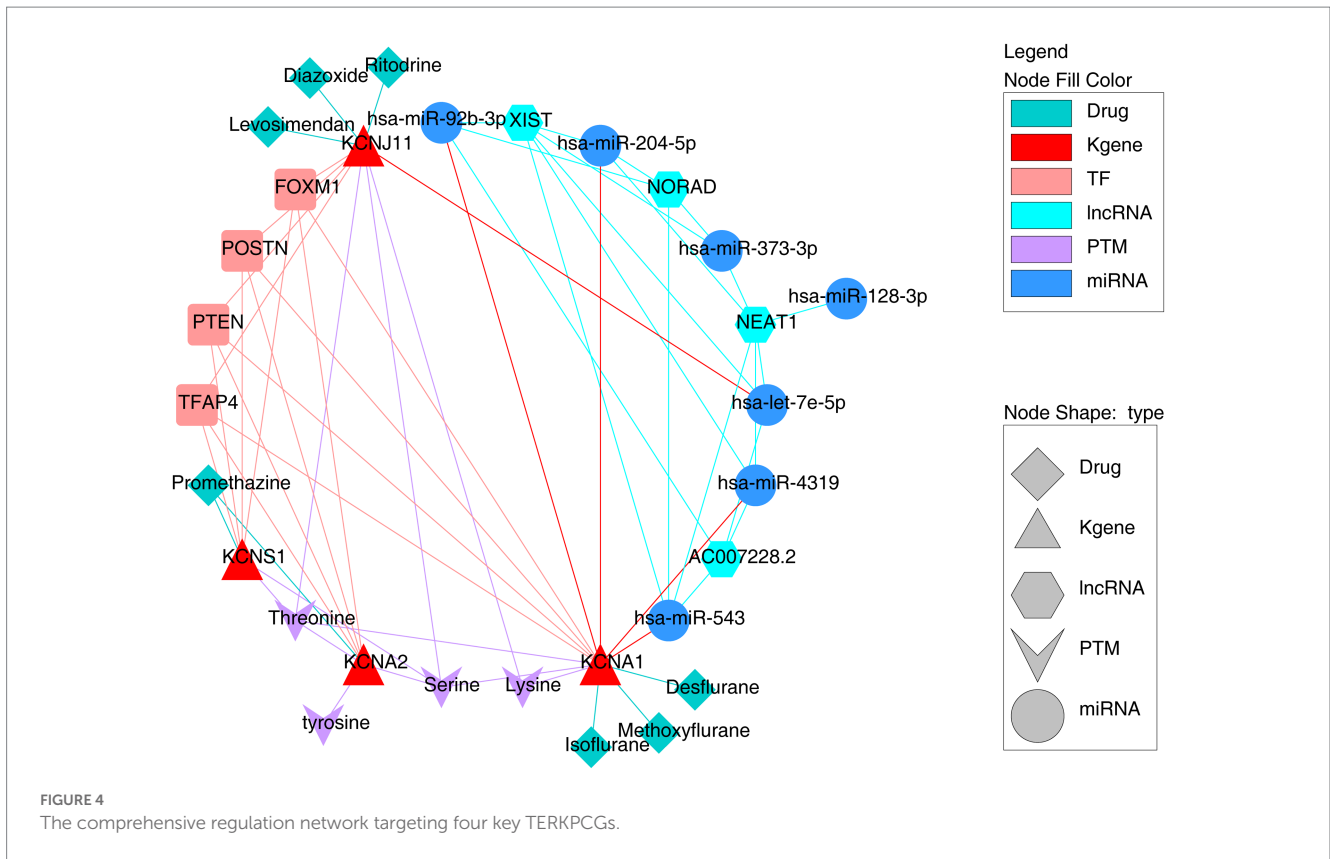 Diazoxide
Ritodrine
Levosimendan
KCNJ11
hsa-miR-92b-3p
XIST
hsa-miR-204-5p
FOXM1
NORAD
POSTN
hsa-miR-373-3p
hsa-miR-128-3p
PTEN
NEAT1
TFAP4
hsa-let-7e-5p
Promethazine
hsa-miR-4319
KCNS1
AC007228.2
Threonine
hsa-miR-543
KCNA2
KCNA1
Serine
Lysine
Desflurane
tyrosine
Methoxyflurane
Isoflurane
Legend
Node Fill Color
Drug
Kgene
TF
lncRNA
PTM
miRNA
Node Shape: type
Drug
Kgene
lncRNA
PTM
miRNA
FIGURE 4
The comprehensive regulation network targeting four key TERKPCGs.